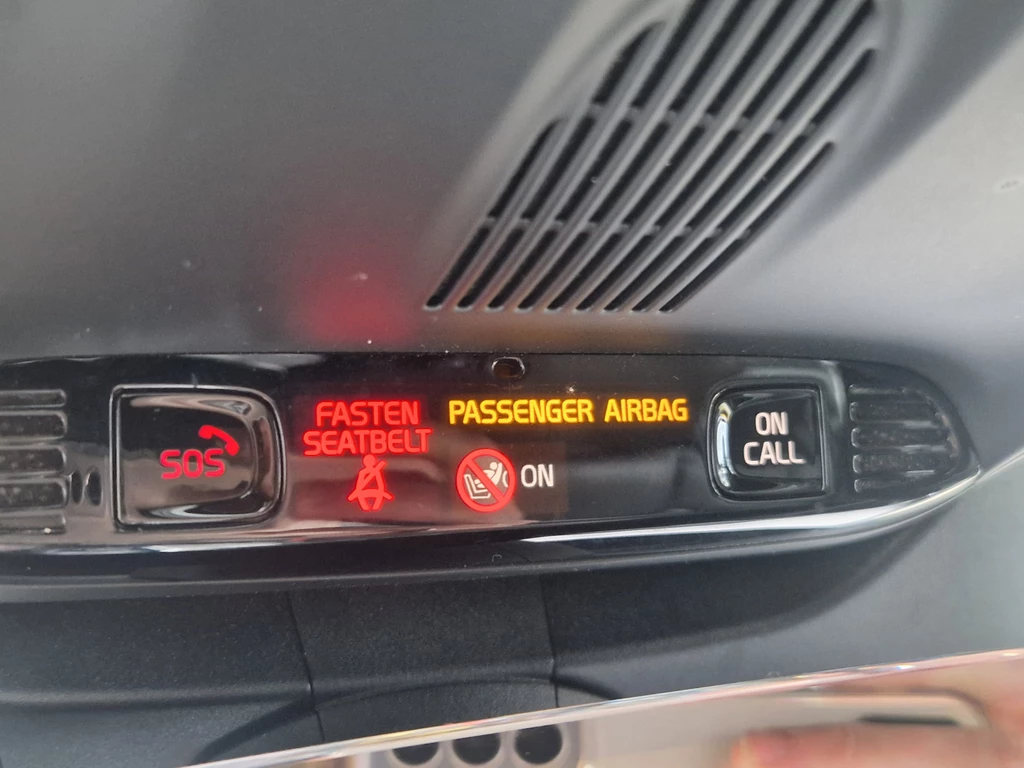 SOS
FASTEN
SEATBELT
PASSENGER AIRBAG
ON
ON
CALL